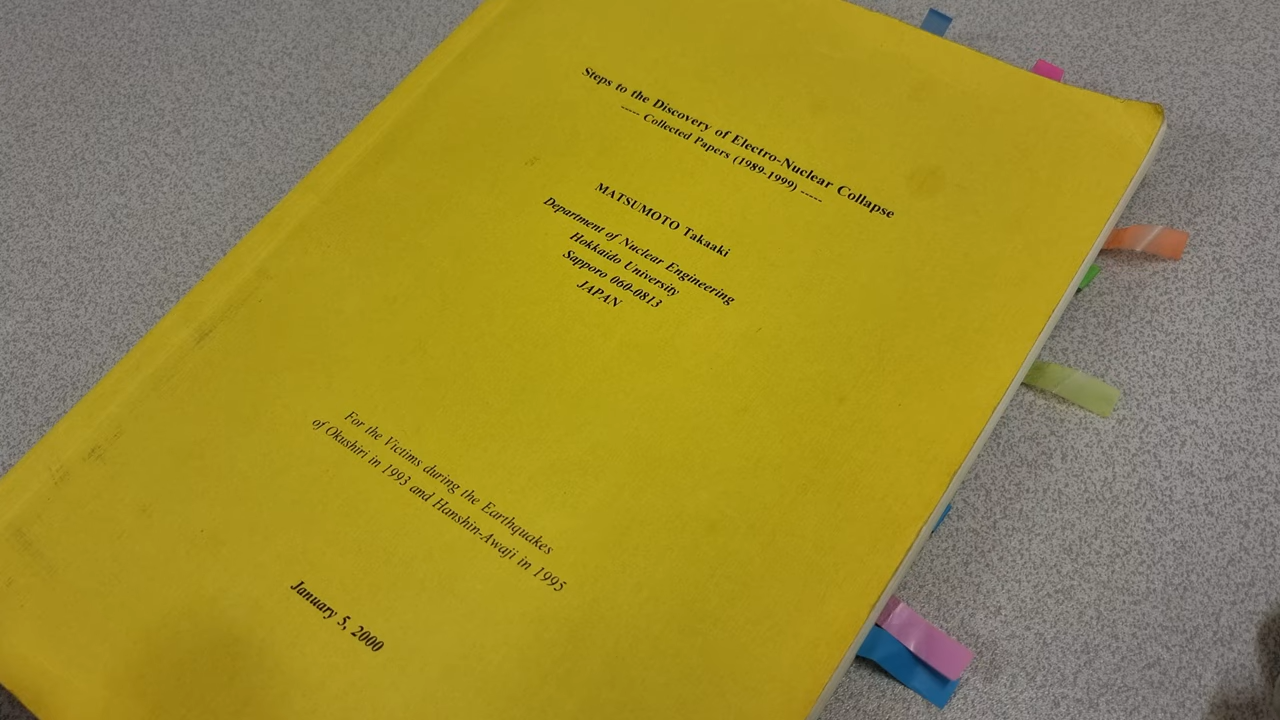 Steps to the Discovery of Electro-Nuclear Collapse
----- Collected Papers (1989-1999) -----
MATSUMOTO Takaaki
Department of Nuclear Engineering
Hokkaido University
Sapporo 060-0813
JAPAN
For the Victims during the Earthquakes
of Okushiri in 1993 and Hanshin-Awaji in 1995
January 5, 2000